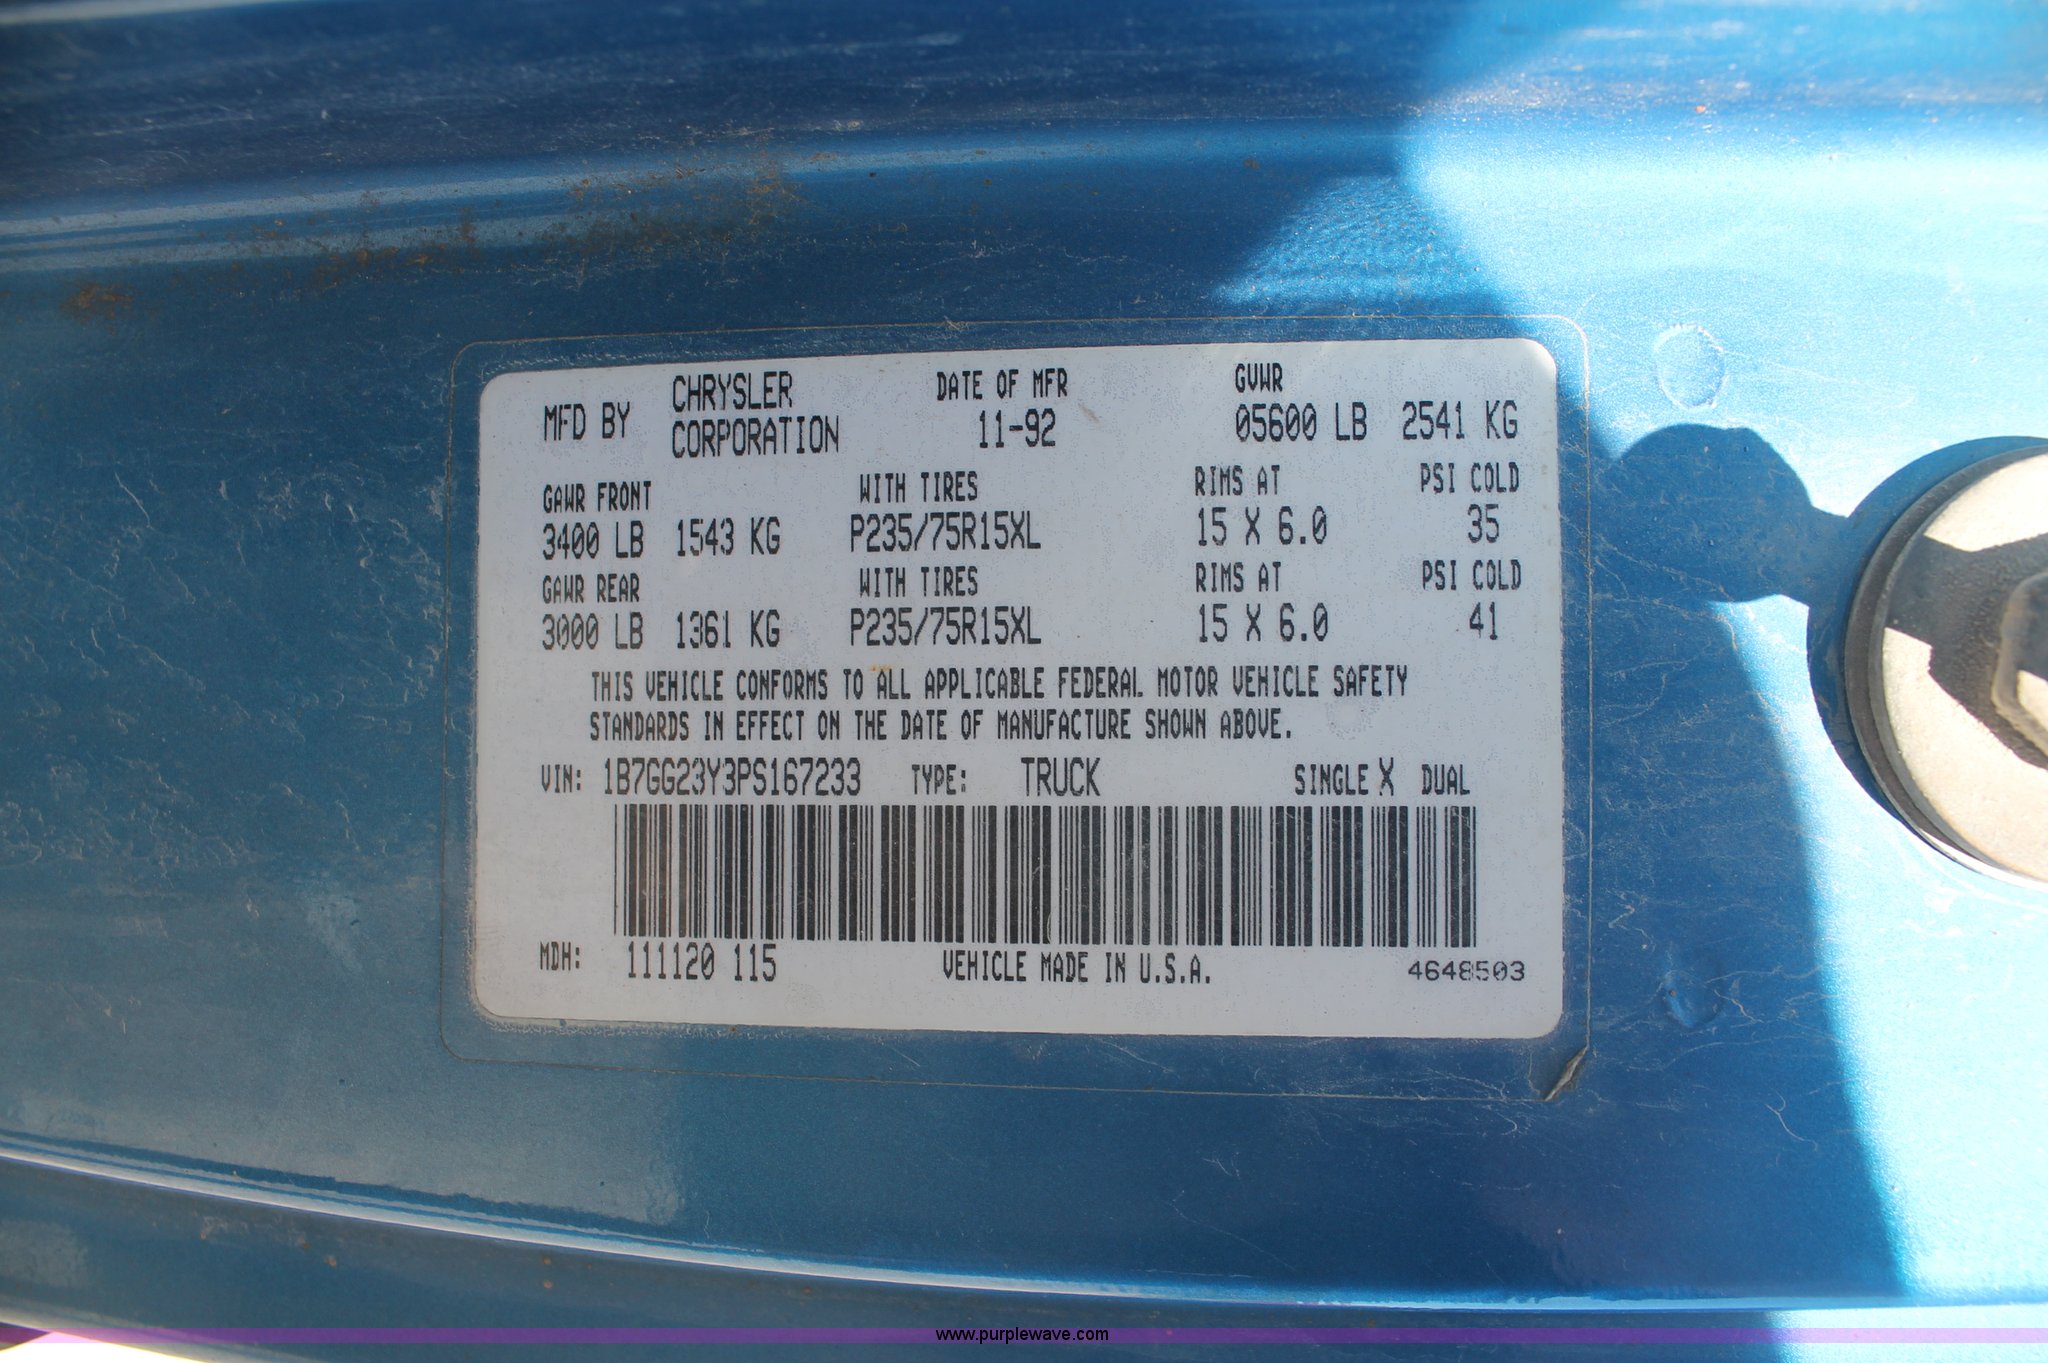 MFD BY CHRYSLER CORPORATION
DATE OF MFR 11-92
GVWR 05600 LB 2541 KG
GAWR FRONT WITH TIRES RIMS AT PSI COLD
3400 LB 1543 KG P235/75R15XL 15 X 6.0 35
GAWR REAR WITH TIRES RIMS AT PSI COLD
3000 LB 1361 KG P235/75R15XL 15 X 6.0 41
THIS VEHICLE CONFORMS TO ALL APPLICABLE FEDERAL MOTOR VEHICLE SAFETY
STANDARDS IN EFFECT ON THE DATE OF MANUFACTURE SHOWN ABOVE.
VIN: 1B7GG23Y3PS167233 TYPE: TRUCK SINGLE X DUAL
MDH: 111120 115 VEHICLE MADE IN U.S.A. 4648503
www.purplewave.com